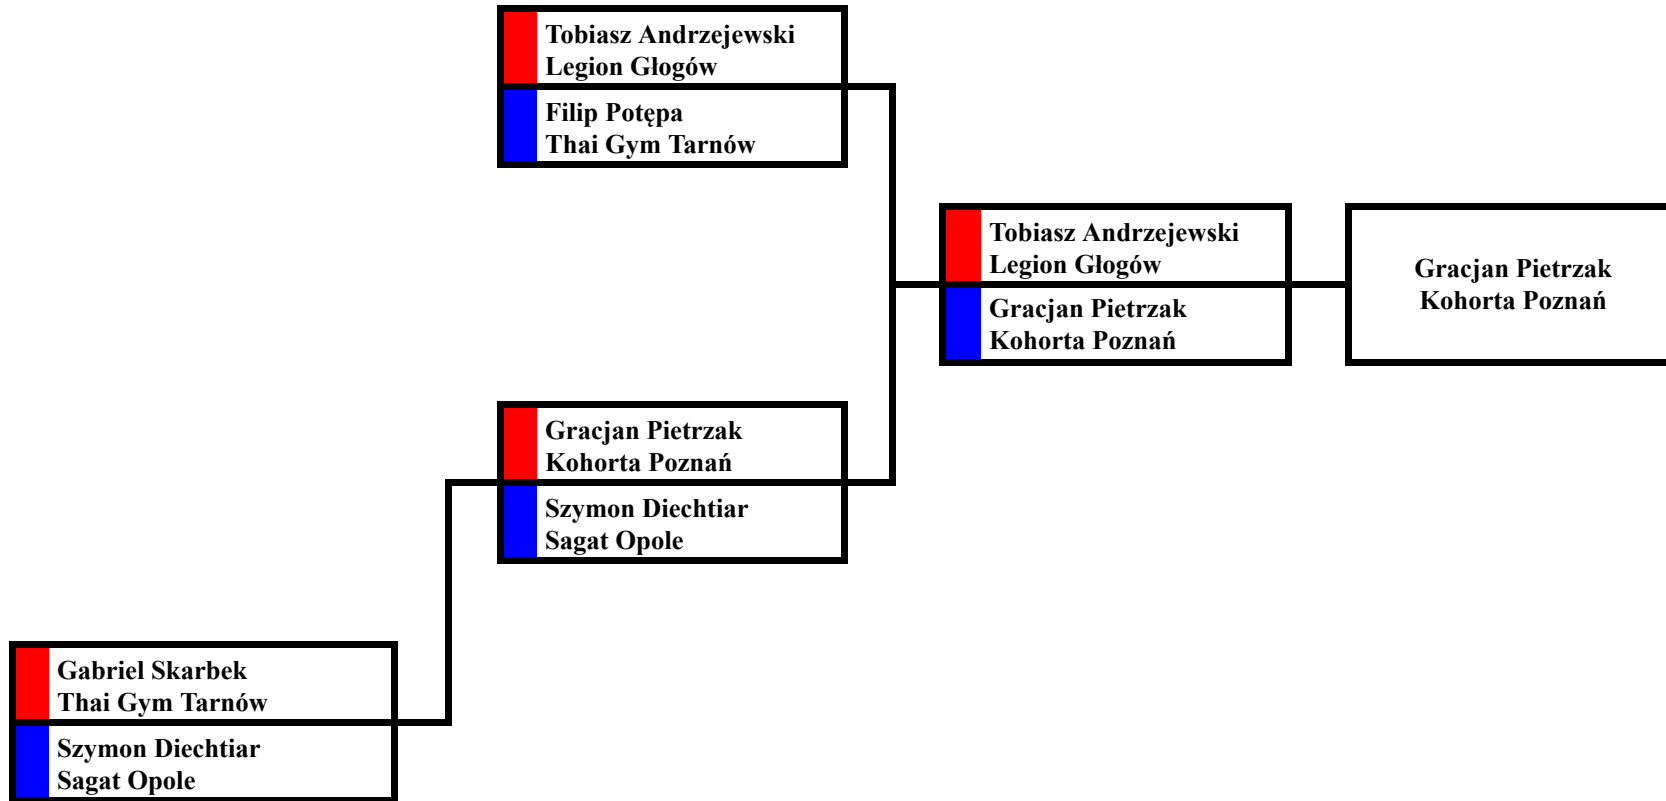 Tobiasz Andrzejewski
Legion Głogów
Filip Potępa
Thai Gym Tarnów
Tobiasz Andrzejewski
Legion Głogów
Gracjan Pietrzak
Kohorta Poznań
Gracjan Pietrzak
Kohorta Poznań
Gracjan Pietrzak
Kohorta Poznań
Szymon Diechtiar
Sagat Opole
Gabriel Skarbek
Thai Gym Tarnów
Szymon Diechtiar
Sagat Opole